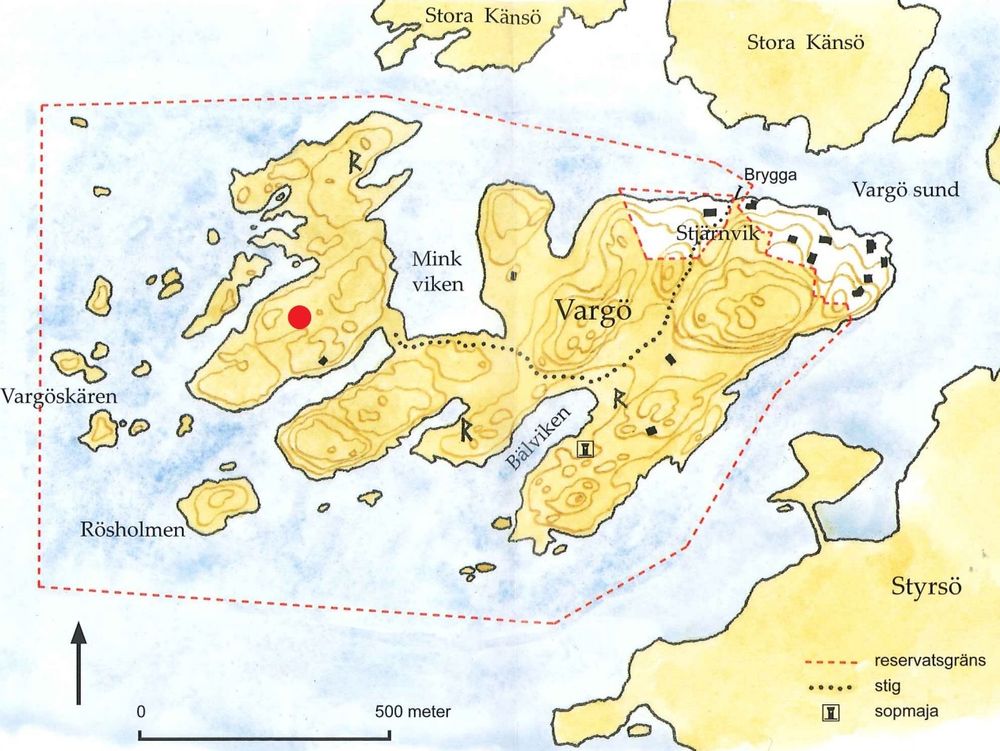 Stora Känsö
Stora Känsö
Brygga
Vargö sund
R
Stjärnvik
Mink
viken
Vargö
Vargöskären
R
R
Bälviken
Rösholmen
Styrsö
reservatsgräns
stig
sopmaja
0 500 meter